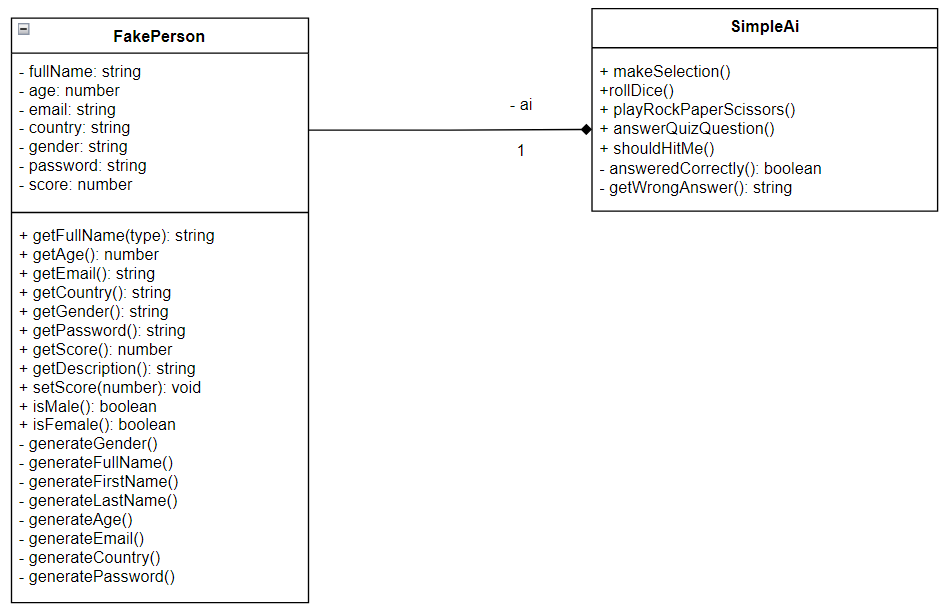 FakePerson
- fullName: string
- age: number
- email: string
- country: string
- gender: string
- password: string
- score: number
+ getFullName(type): string
+ getAge(): number
+ getEmail(): string
+ getCountry(): string
+ getGender(): string
+ getPassword(): string
+ getScore(): number
+ getDescription(): string
+ setScore(number): void
+ isMale(): boolean
+ isFemale(): boolean
- generateGender()
- generateFullName()
- generateFirstName()
- generateLastName()
- generateAge()
- generateEmail()
- generateCountry()
- generatePassword()
- ai
1
SimpleAi
+ makeSelection()
+rollDice()
+ playRockPaperScissors()
+ answerQuizQuestion()
+ shouldHitMe()
- answeredCorrectly(): boolean
- getWrongAnswer(): string